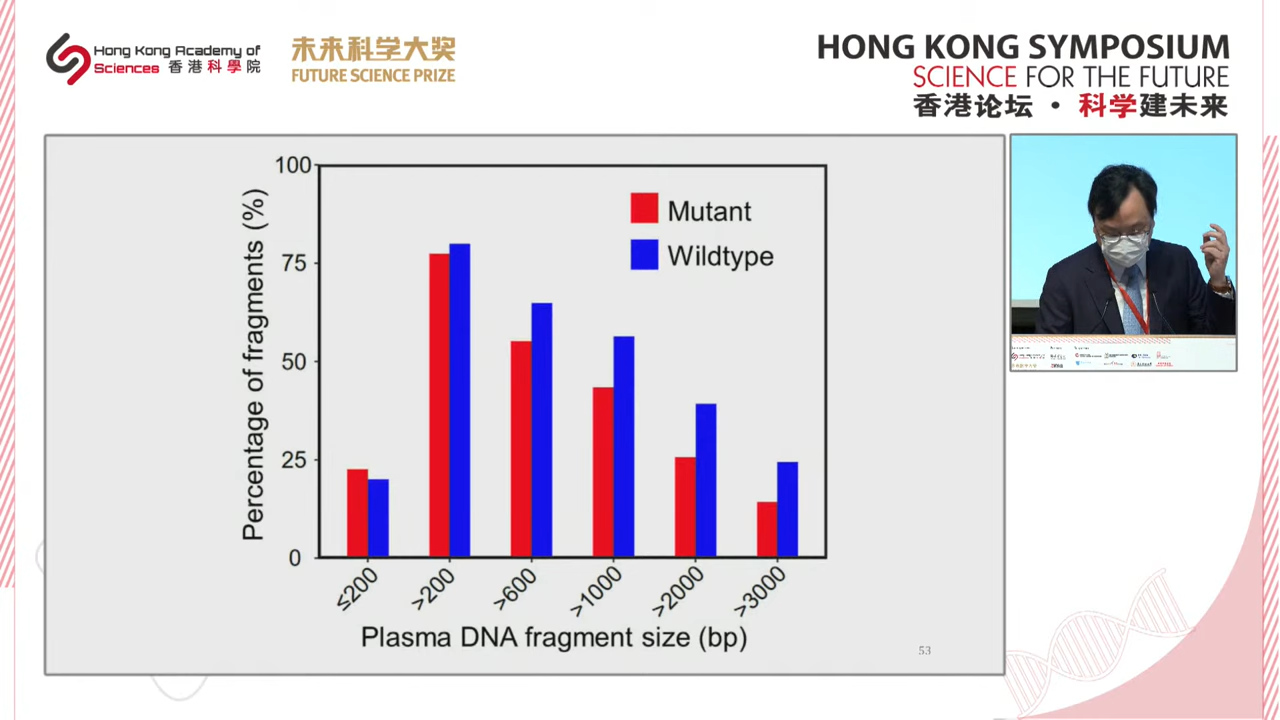 Hong Kong Academy of
Sciences 香港科學院
未来科学大奖
FUTURE SCIENCE PRIZE
HONG KONG SYMPOSIUM
SCIENCE FOR THE FUTURE
香港论坛 · 科学建未来
100
75
50
25
0
Percentage of fragments (%)
Mutant
Wildtype
≤200
>200
>600
>1000
>2000
>3000
Plasma DNA fragment size (bp)
53